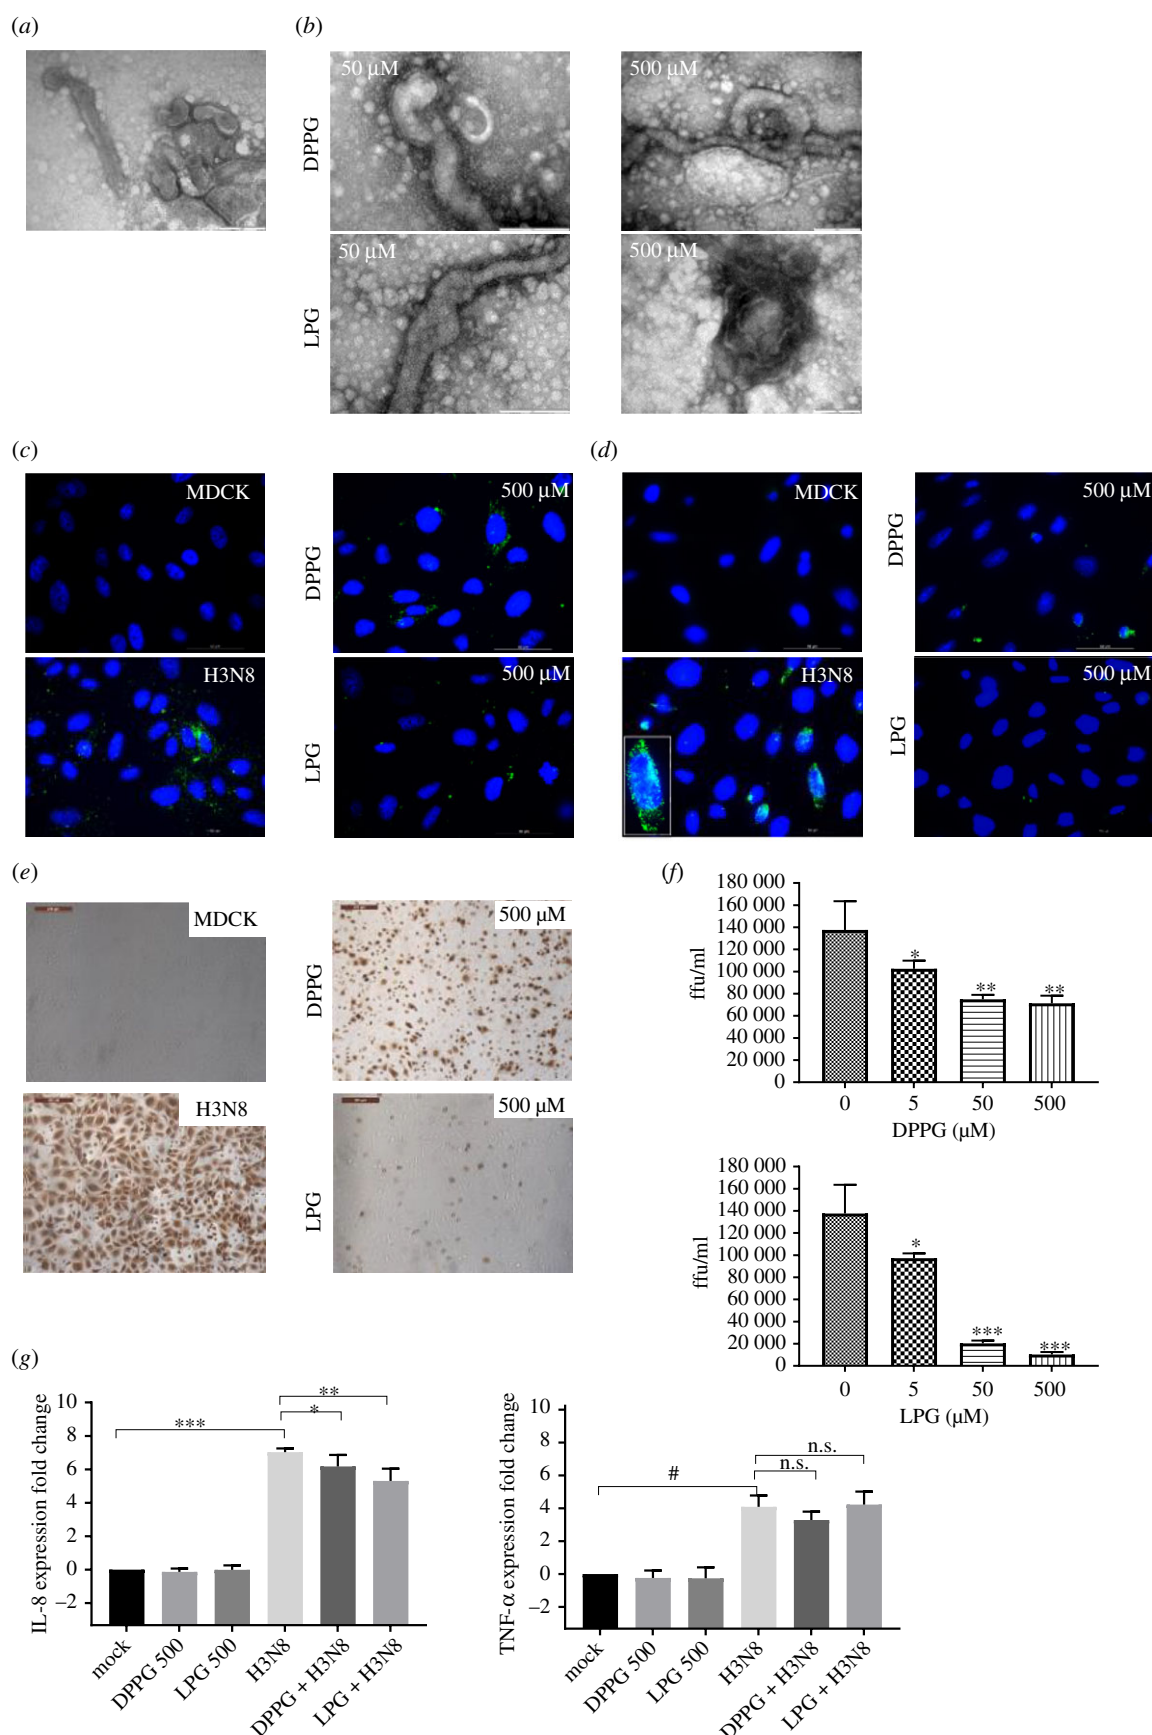 (a)
(b)
50 µM
500 µM
DPPG
50 µM
500 µM
LPG
(c)
(d)
MDCK
500 µM
MDCK
500 µM
DPPG
DPPG
H3N8
500 µM
H3N8
500 µM
LPG
LPG
(e)
(f)
MDCK
500 µM
DPPG
H3N8
500 µM
LPG
180 000
160 000
140 000
120 000
100 000
80 000
60 000
40 000
20 000
0
ffu/ml
*
**
**
0 5 50 500
DPPG (µM)
180 000
160 000
140 000
120 000
100 000
80 000
60 000
40 000
20 000
0
ffu/ml
*
***
***
0 5 50 500
LPG (µM)
(g)
IL-8 expression fold change
10
8
6
4
2
0
–2
***
**
*
mock
DPPG 500
LPG 500
H3N8
DPPG + H3N8
LPG + H3N8
TNF-α expression fold change
10
8
6
4
2
0
–2
#
n.s.
n.s.
mock
DPPG 500
LPG 500
H3N8
DPPG + H3N8
LPG + H3N8